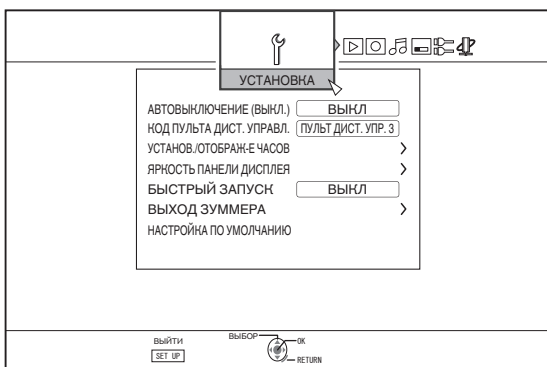 УСТАНОВКА
АВТОВЫКЛЮЧЕНИЕ (ВЫКЛ.) ВЫКЛ
КОД ПУЛЬТА ДИСТ. УПРАВЛ. ПУЛЬТ ДИСТ. УПР. 3
УСТАНОВ./ОТОБРАЖ-Е ЧАСОВ
ЯРКОСТЬ ПАНЕЛИ ДИСПЛЕЯ
БЫСТРЫЙ ЗАПУСК ВЫКЛ
ВЫХОД ЗУММЕРА
НАСТРОЙКА ПО УМОЛЧАНИЮ
ВЫЙТИ ВЫБОР OK
SET UP RETURN